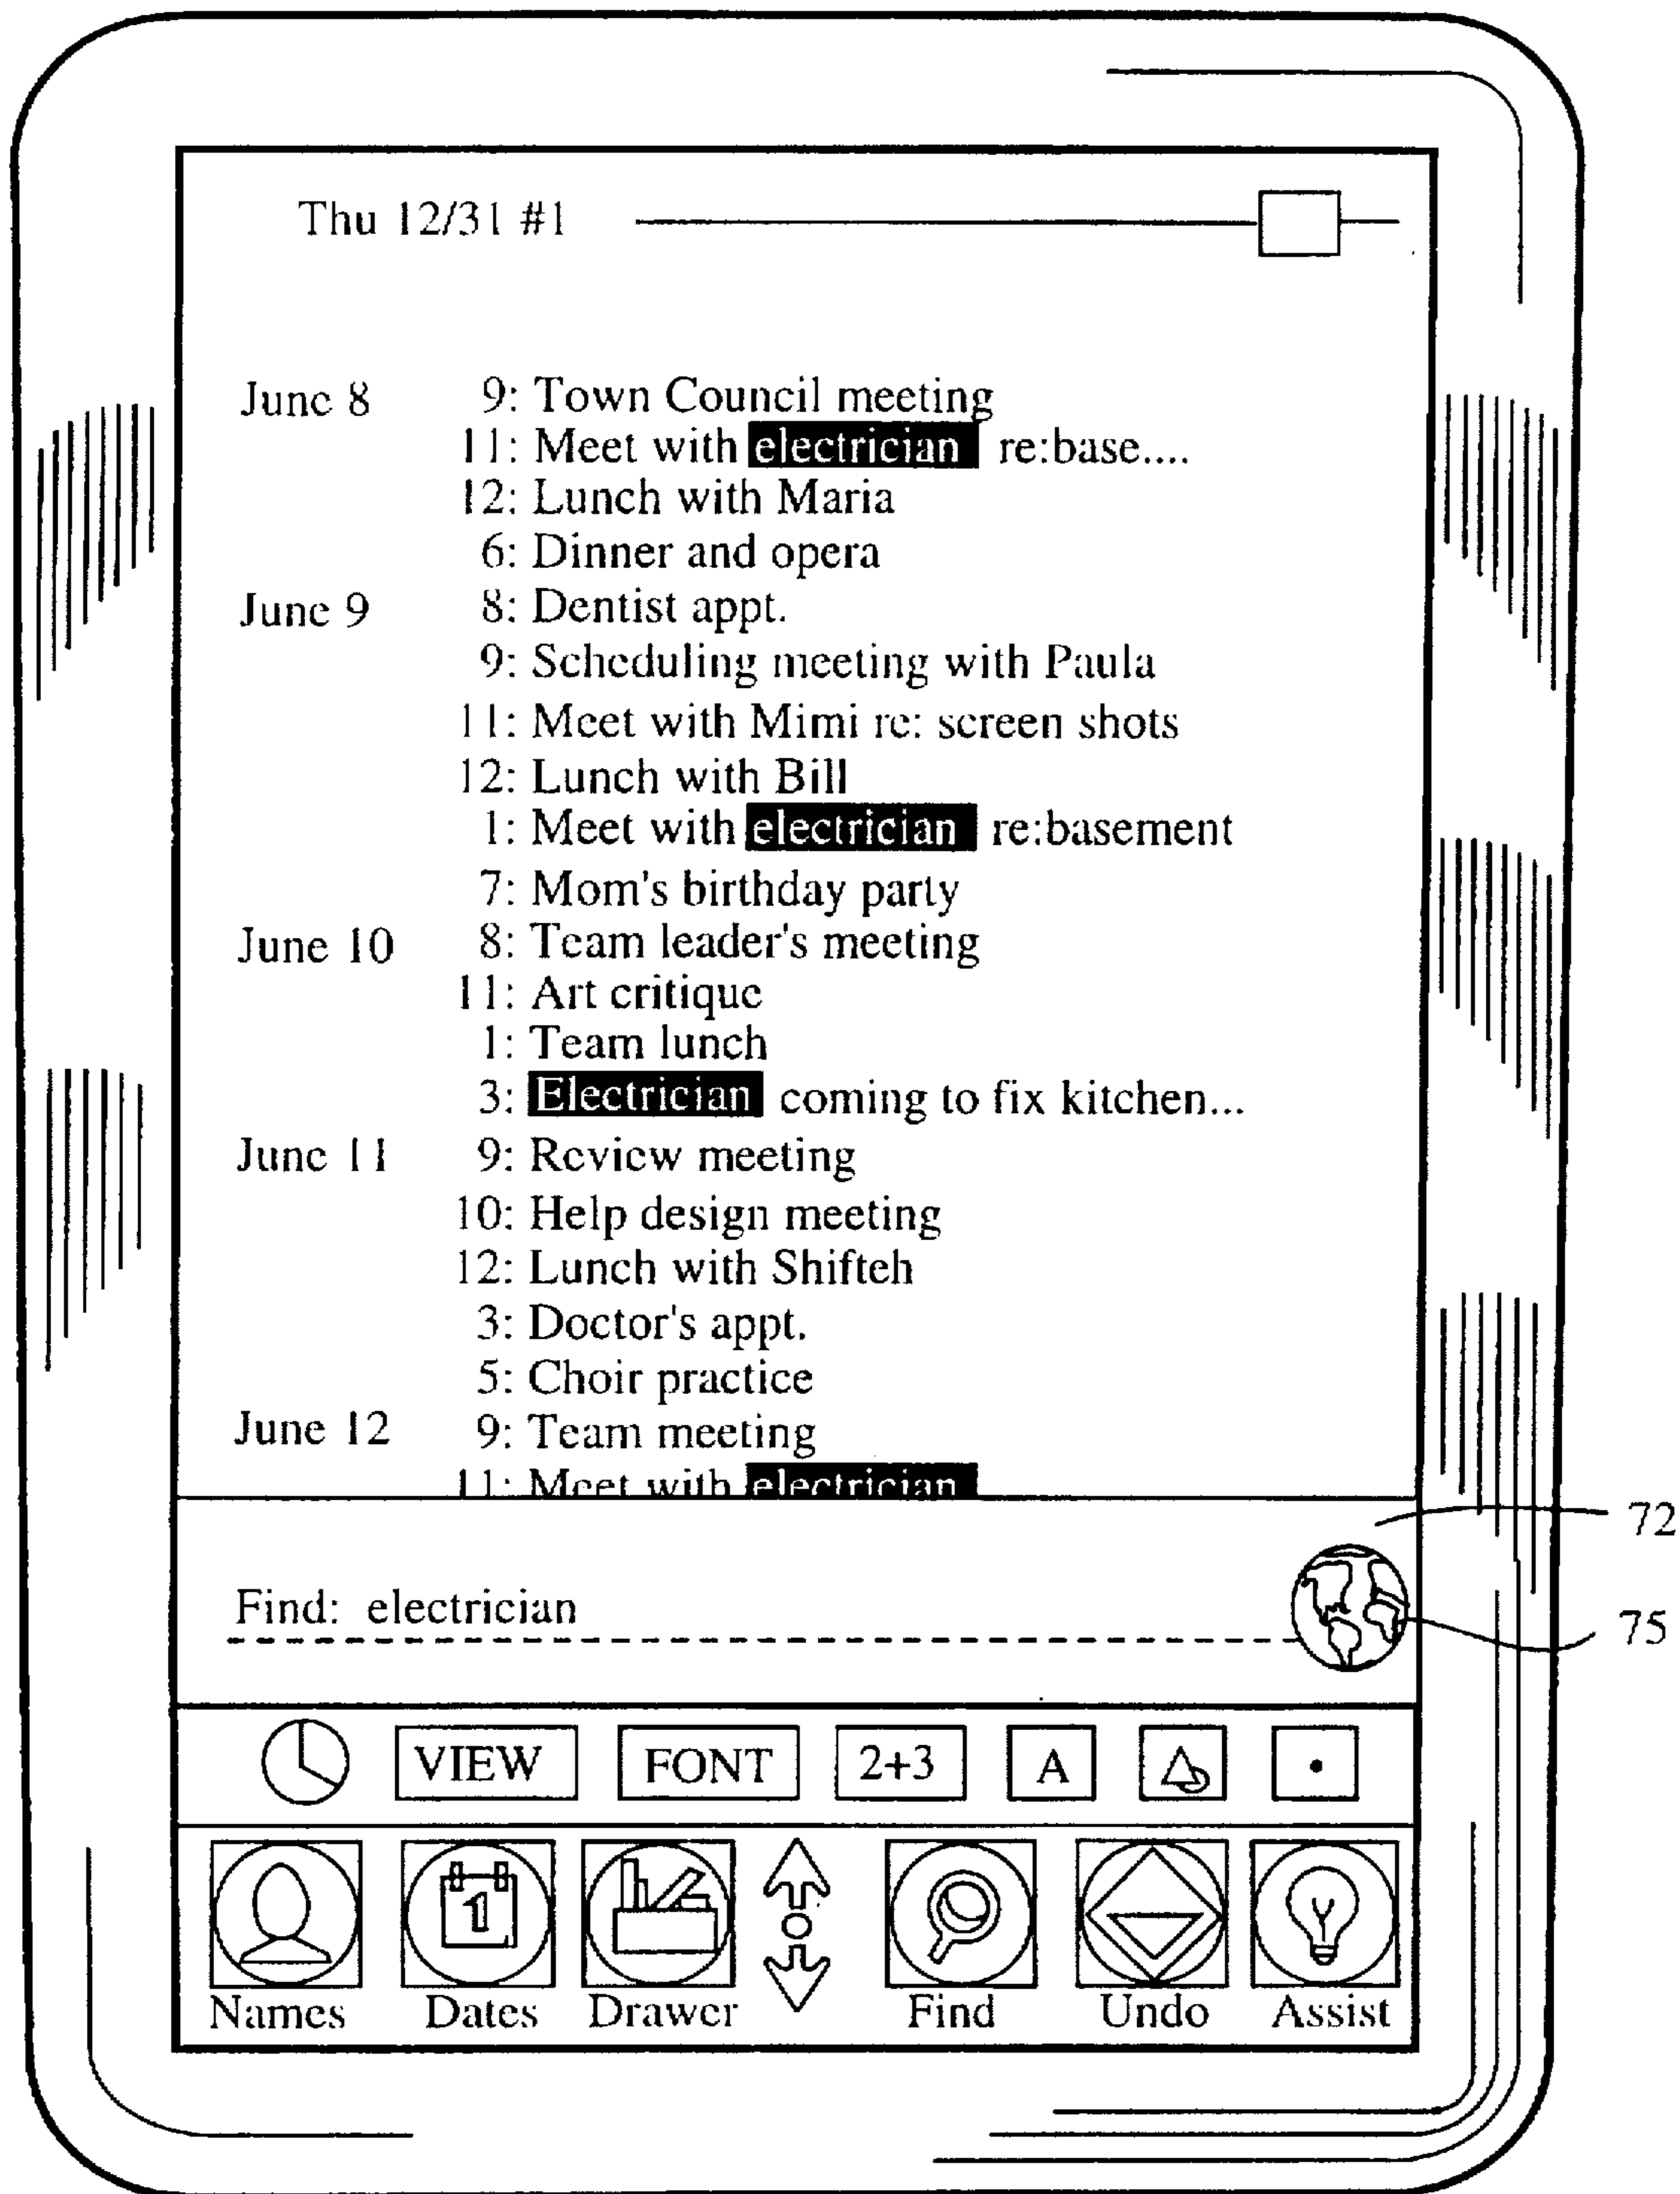 Thu 12/31 #1
June 8 9: Town Council meeting
11: Meet with electrician re:base....
12: Lunch with Maria
6: Dinner and opera
June 9 8: Dentist appt.
9: Scheduling meeting with Paula
11: Meet with Mimi re: screen shots
12: Lunch with Bill
1: Meet with electrician re:basement
7: Mom's birthday party
June 10 8: Team leader's meeting
11: Art critique
1: Team lunch
3: Electrician coming to fix kitchen...
June 11 9: Review meeting
10: Help design meeting
12: Lunch with Shifteh
3: Doctor's appt.
5: Choir practice
June 12 9: Team meeting
11: Meet with electrician
72
Find: electrician
75
VIEW FONT 2+3 A
1
Names Dates Drawer Find Undo Assist